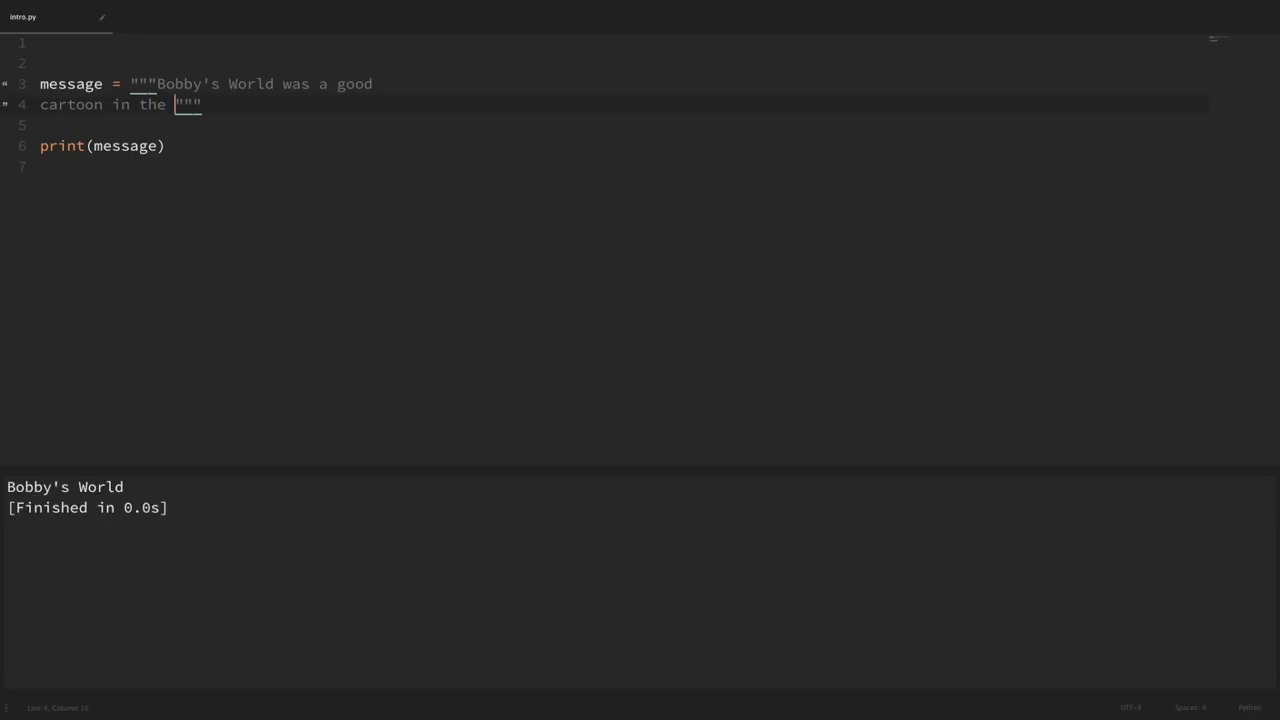 intro.py
1
2
3 message = """Bobby's World was a good
4 cartoon in the """
5
6 print(message)
7
Bobby's World
[Finished in 0.0s]
Line 4, Column 16
UTF-8 Spaces: 4 Python